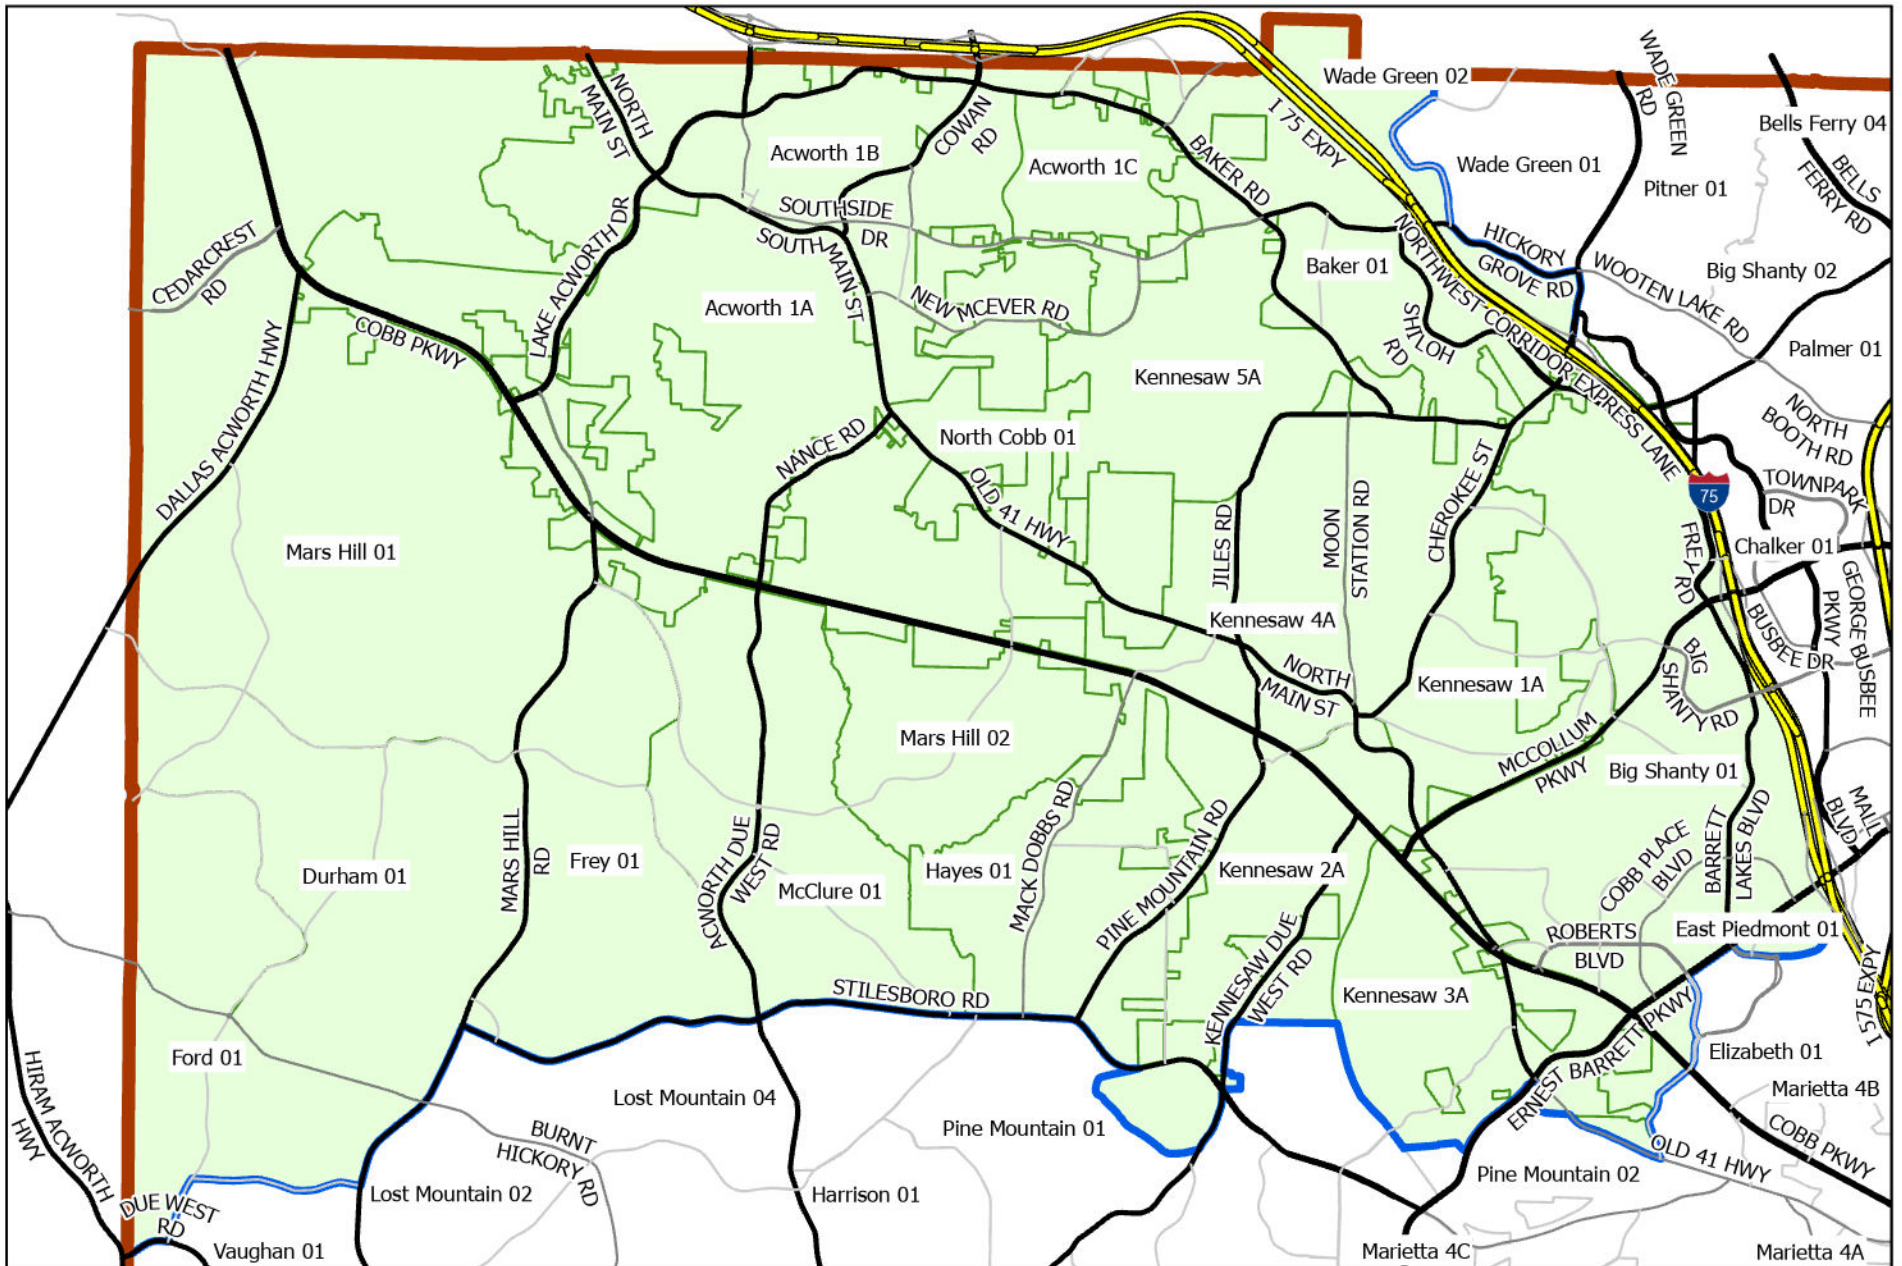 Wade Green 02
WADE GREEN
RD
Bells Ferry 04
BELLS
FERRY RD
NORTH
MAIN ST
COWAN
RD
Acworth 1B
Acworth 1C
BAKER RD
I 75 EXPY
Wade Green 01
Pitner 01
CEDARCREST
RD
LAKE ACWORTH DR
SOUTHSIDE
DR
SOUTH MAIN ST
Acworth 1A
NEW MCEVER RD
Baker 01
HICKORY
GROVE RD
WOOTEN LAKE RD
Big Shanty 02
NORTHWEST CORRIDOR EXPRESS LANE
SHILOH
RD
Palmer 01
COBB PKWY
DALLAS ACWORTH HWY
Kennesaw 5A
NANCE RD
North Cobb 01
OLD 41 HWY
NORTH
BOOTH RD
TOWNPARK
DR
75
JILES RD
MOON
STATION RD
CHEROKEE ST
FREY RD
Chalker 01
GEORGE BUSBEE
PKWY
Mars Hill 01
BUSBEE DR
Kennesaw 4A
NORTH
MAIN ST
Kennesaw 1A
BIG
SHANTY RD
Mars Hill 02
MCCOLLUM
PKWY
Big Shanty 01
MALL
BLVD
MARS HILL
RD
Frey 01
Durham 01
ACWORTH DUE
WEST RD
McClure 01
Hayes 01
MACK DOBBS RD
PINE MOUNTAIN RD
Kennesaw 2A
COBB PLACE
BLVD
BARRETT
LAKES BLVD
KENNESAW DUE
WEST RD
ROBERTS
BLVD
East Piedmont 01
STILESBORO RD
Kennesaw 3A
I 575 EXPY
Ford 01
ERNEST BARRETT PKWY
Elizabeth 01
Marietta 4B
HIRAM ACWORTH
HWY
Lost Mountain 04
BURNT
HICKORY RD
Pine Mountain 01
OLD 41 HWY
COBB PKWY
Pine Mountain 02
Lost Mountain 02
Harrison 01
DUE WEST
RD
Vaughan 01
Marietta 4C
Marietta 4A